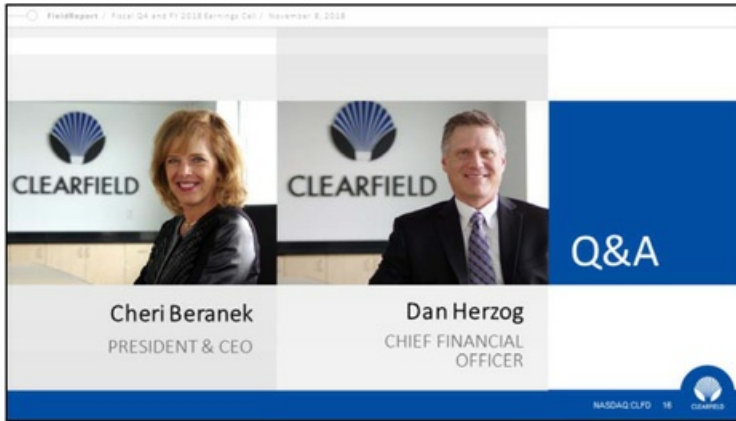 FieldReport / Fiscal Q4 and FY 2018 Earnings Call / November 8, 2018
CLEARFIELD
CLEARFIELD
Q&A
Cheri Beranek
PRESIDENT & CEO
Dan Herzog
CHIEF FINANCIAL
OFFICER
NASDAQ:CLFD 16
CLEARFIELD